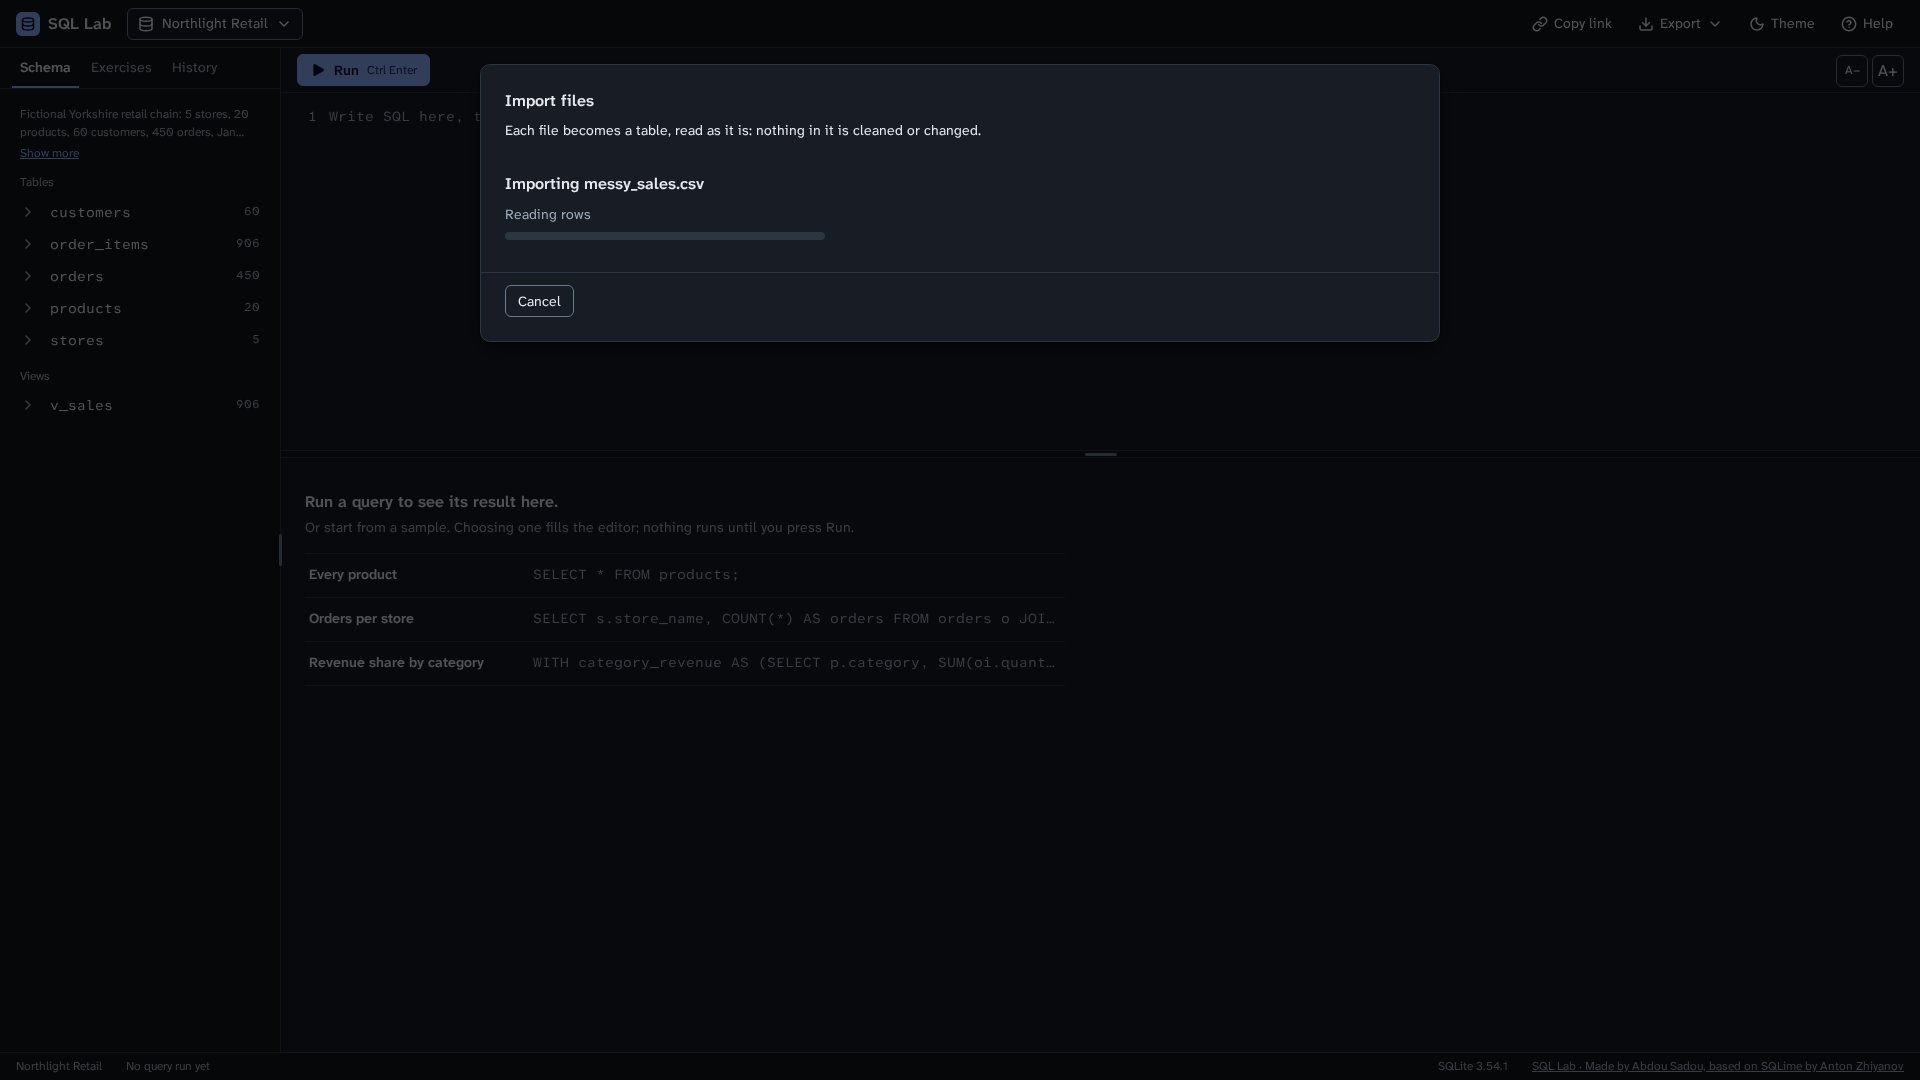 SQL Lab
Northlight Retail
Copy link
Export
Theme
Help
Schema
Exercises
History
Run Ctrl Enter
A−
A+
Fictional Yorkshire retail chain: 5 stores, 20
products, 60 customers, 450 orders, Jan…
Show more
Tables
customers 60
order_items 906
orders 450
products 20
stores 5
Views
v_sales 906
1 Write SQL here, t
Import files
Each file becomes a table, read as it is: nothing in it is cleaned or changed.
Importing messy_sales.csv
Reading rows
Cancel
Run a query to see its result here.
Or start from a sample. Choosing one fills the editor; nothing runs until you press Run.
Every product SELECT * FROM products;
Orders per store SELECT s.store_name, COUNT(*) AS orders FROM orders o JOI…
Revenue share by category WITH category_revenue AS (SELECT p.category, SUM(oi.quant…
Northlight Retail
No query run yet
SQLite 3.54.1
SQL Lab · Made by Abdou Sadou, based on SQLime by Anton Zhiyanov